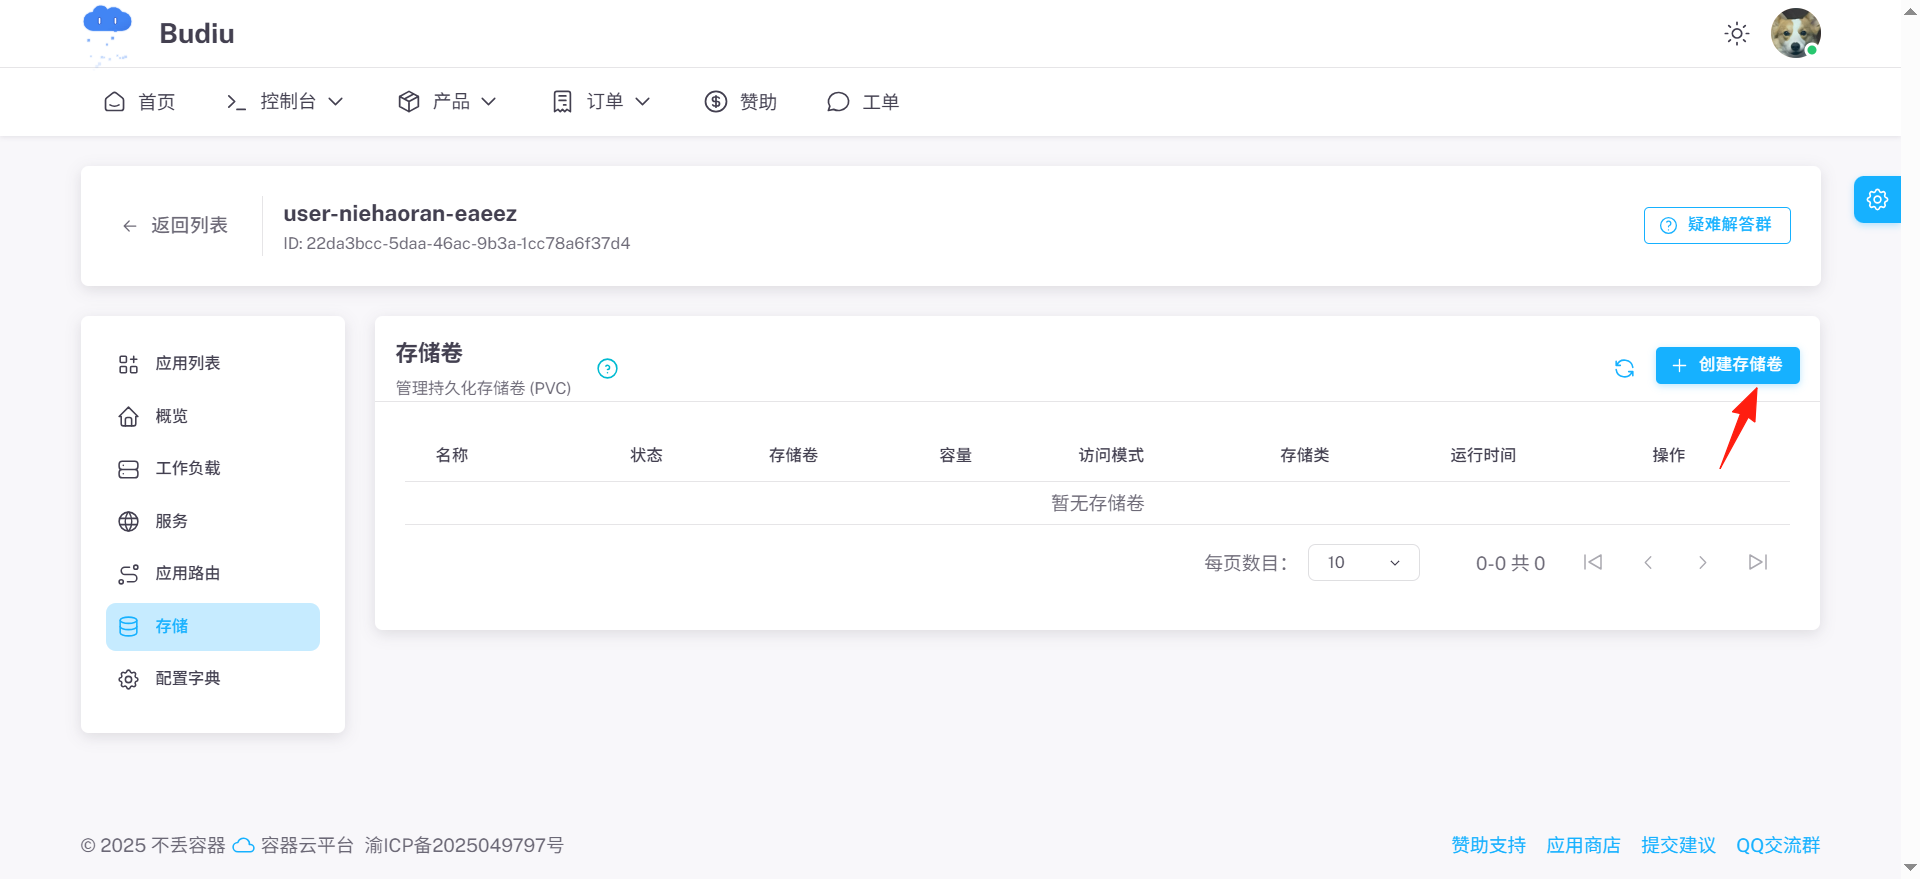 Budiu
首页
控制台
产品
订单
赞助
工单
返回列表
user-niehaoran-eaeez
ID: 22da3bcc-5daa-46ac-9b3a-1cc78a6f37d4
疑难解答群
应用列表
概览
工作负载
服务
应用路由
存储
配置字典
存储卷
管理持久化存储卷 (PVC)
创建存储卷
名称 状态 存储卷 容量 访问模式 存储类 运行时间 操作
暂无存储卷
每页数目： 10 0-0 共 0
© 2025 不丢容器 容器云平台 渝ICP备2025049797号
赞助支持 应用商店 提交建议 QQ交流群